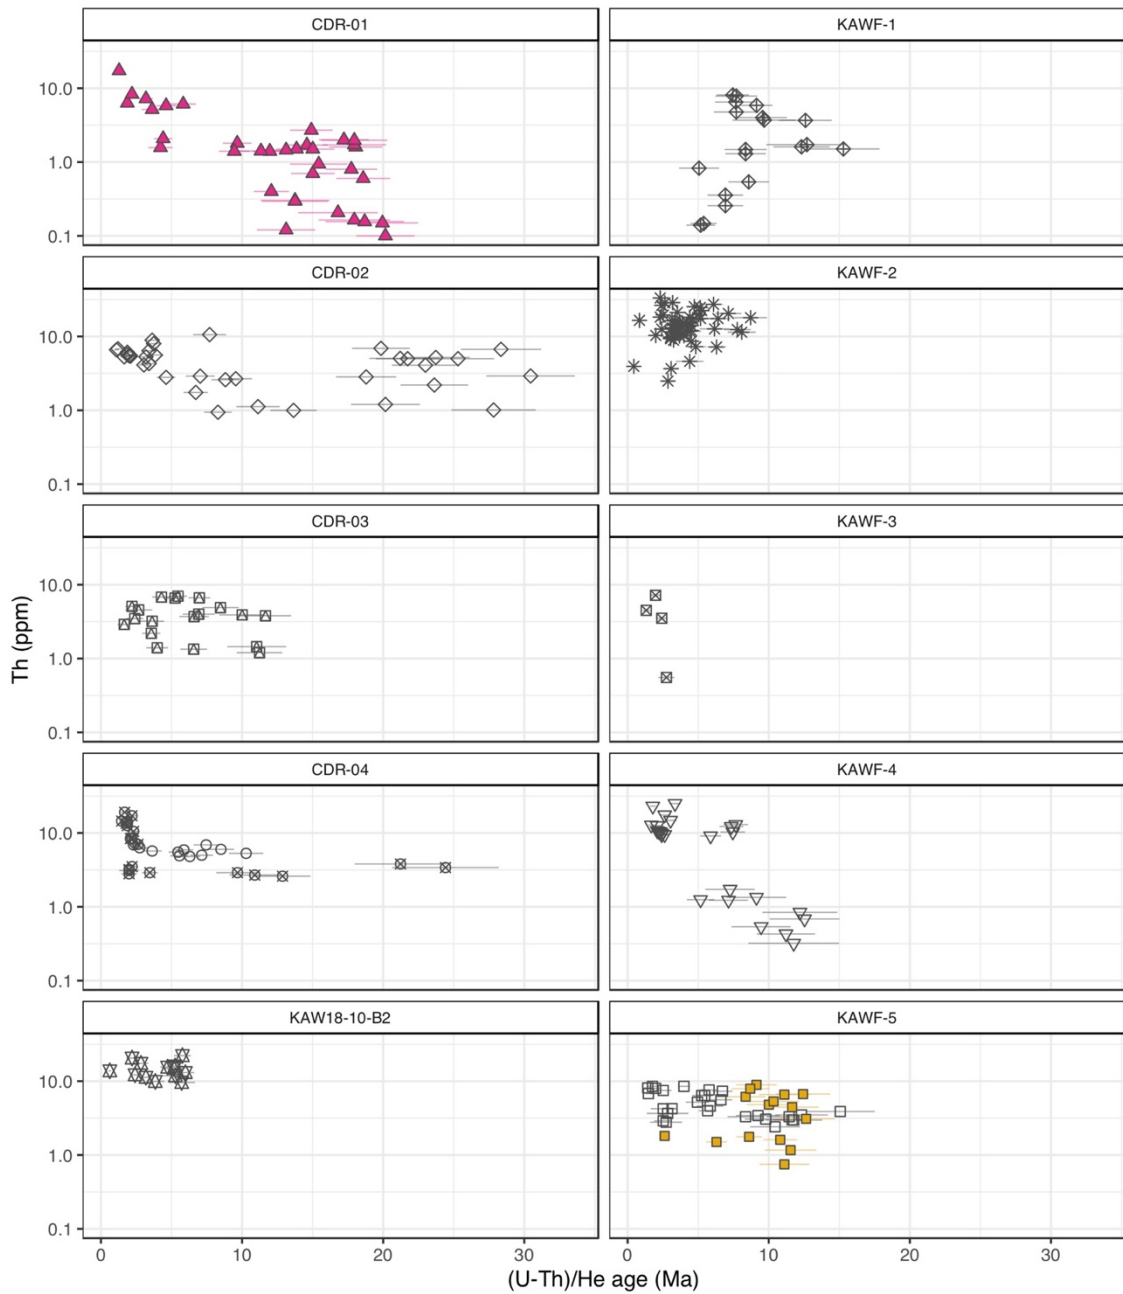 CDR-01
KAWF-1
10.0
1.0
0.1
CDR-02
KAWF-2
10.0
1.0
0.1
CDR-03
KAWF-3
10.0
1.0
0.1
Th (ppm)
CDR-04
KAWF-4
10.0
1.0
0.1
KAW18-10-B2
KAWF-5
10.0
1.0
0.1
0 10 20 30 0 10 20 30
(U-Th)/He age (Ma)